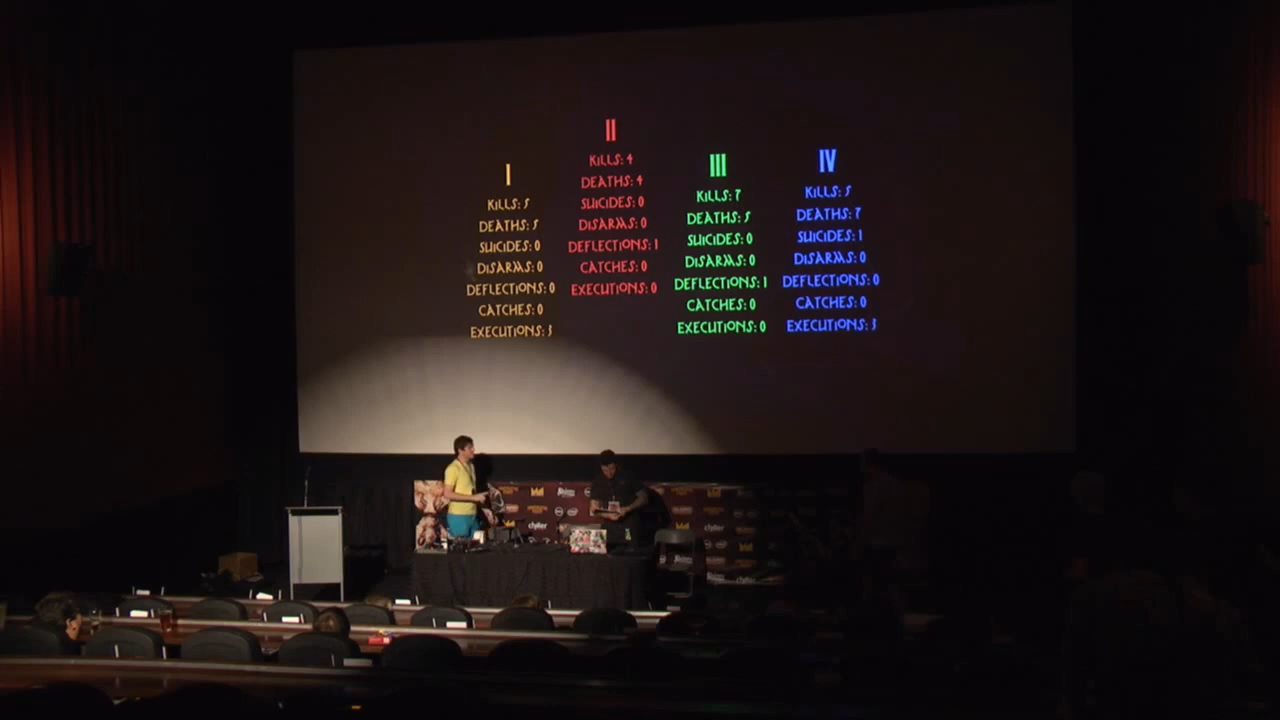 I
KILLS: 5
DEATHS: 5
SUICIDES: 0
DISARMS: 0
DEFLECTIONS: 0
CATCHES: 0
EXECUTIONS: 3
II
KILLS: 4
DEATHS: 4
SUICIDES: 0
DISARMS: 0
DEFLECTIONS: 1
CATCHES: 0
EXECUTIONS: 0
III
KILLS: 7
DEATHS: 5
SUICIDES: 0
DISARMS: 0
DEFLECTIONS: 1
CATCHES: 0
EXECUTIONS: 0
IV
KILLS: 5
DEATHS: 7
SUICIDES: 1
DISARMS: 0
DEFLECTIONS: 0
CATCHES: 0
EXECUTIONS: 3